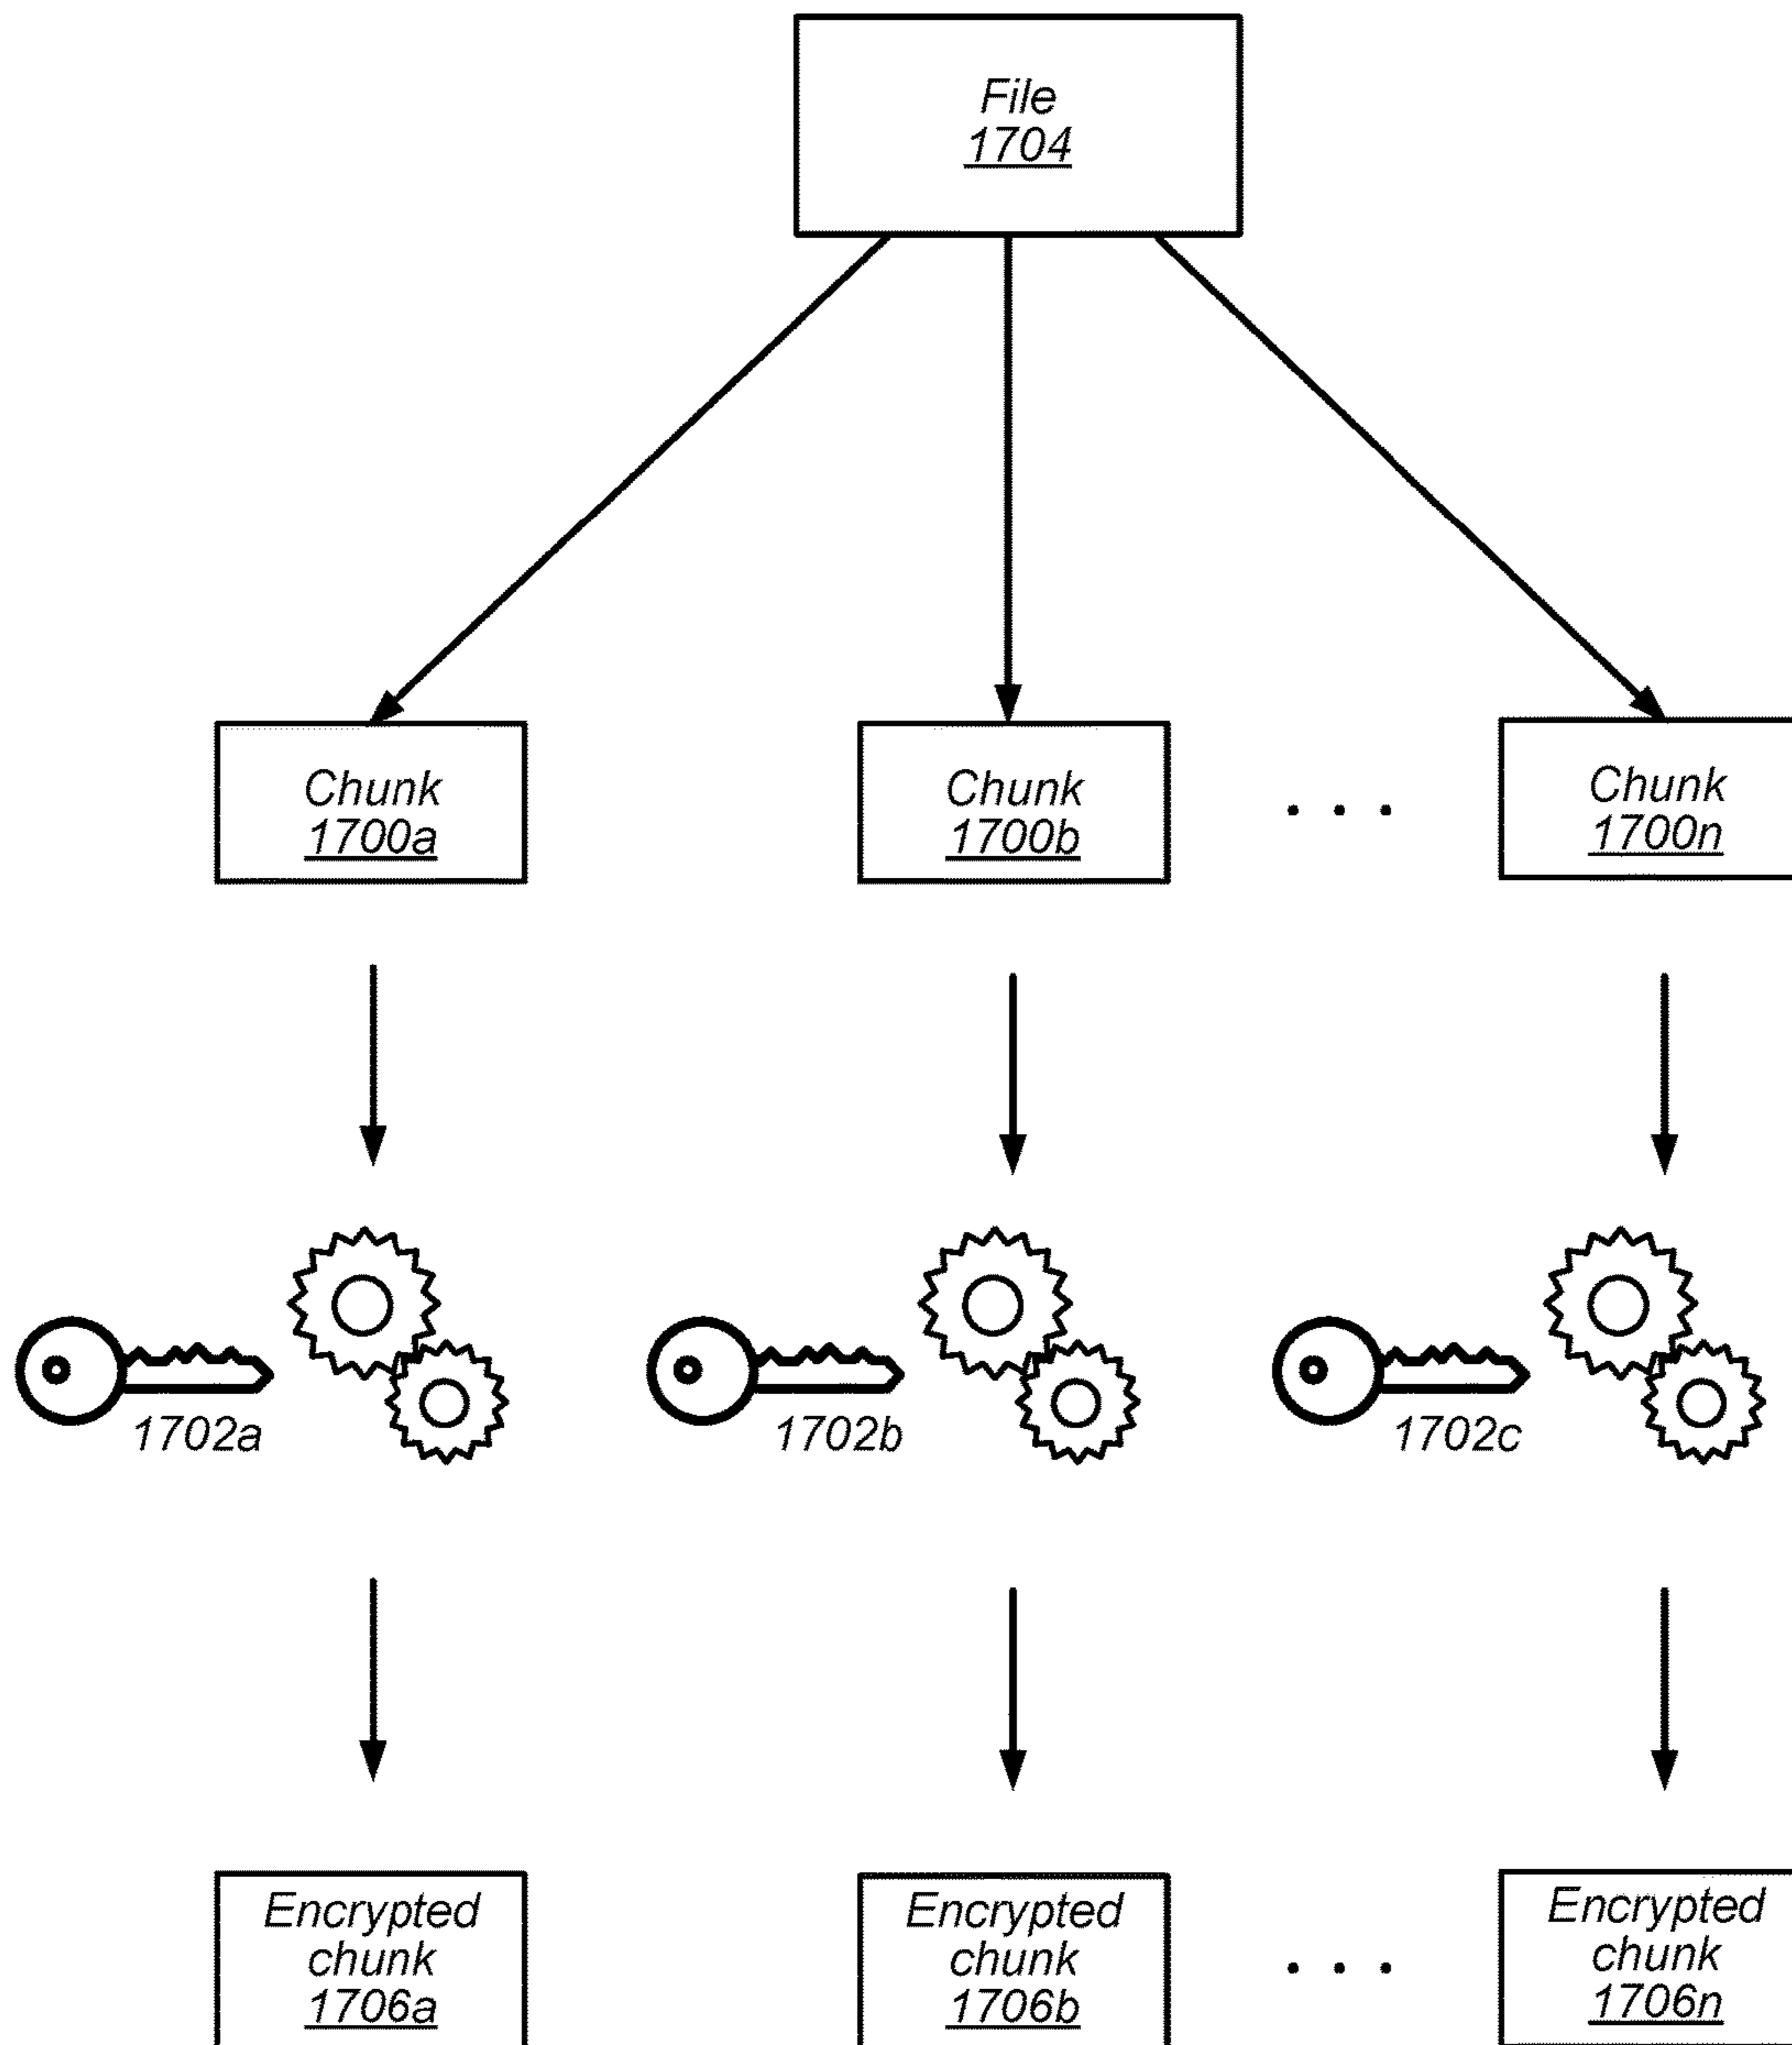 File
1704
Chunk
1700a
Chunk
1700b
. . .
Chunk
1700n
1702a
1702b
1702c
Encrypted
chunk
1706a
Encrypted
chunk
1706b
. . .
Encrypted
chunk
1706n